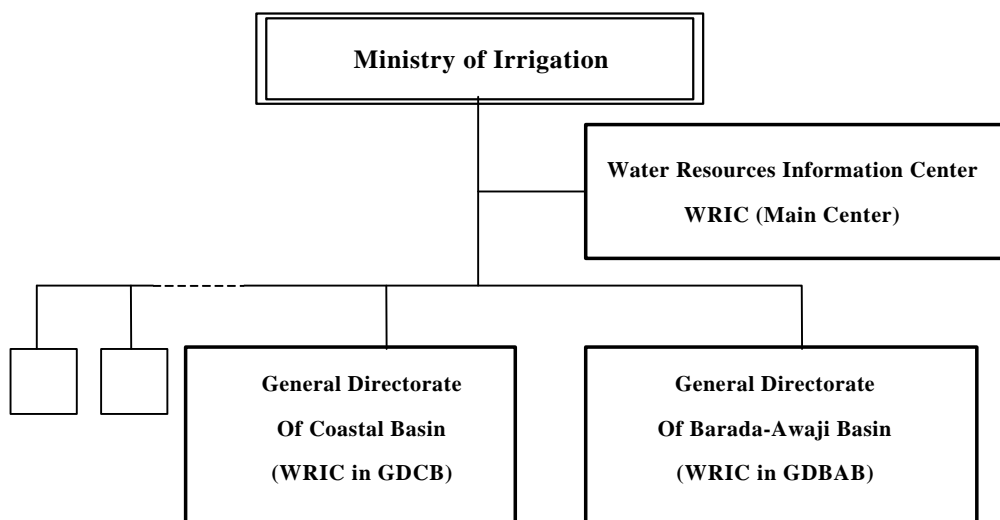 Ministry of Irrigation
Water Resources Information Center
WRIC (Main Center)
General Directorate
Of Coastal Basin
(WRIC in GDCB)
General Directorate
Of Barada-Awaji Basin
(WRIC in GDBAB)